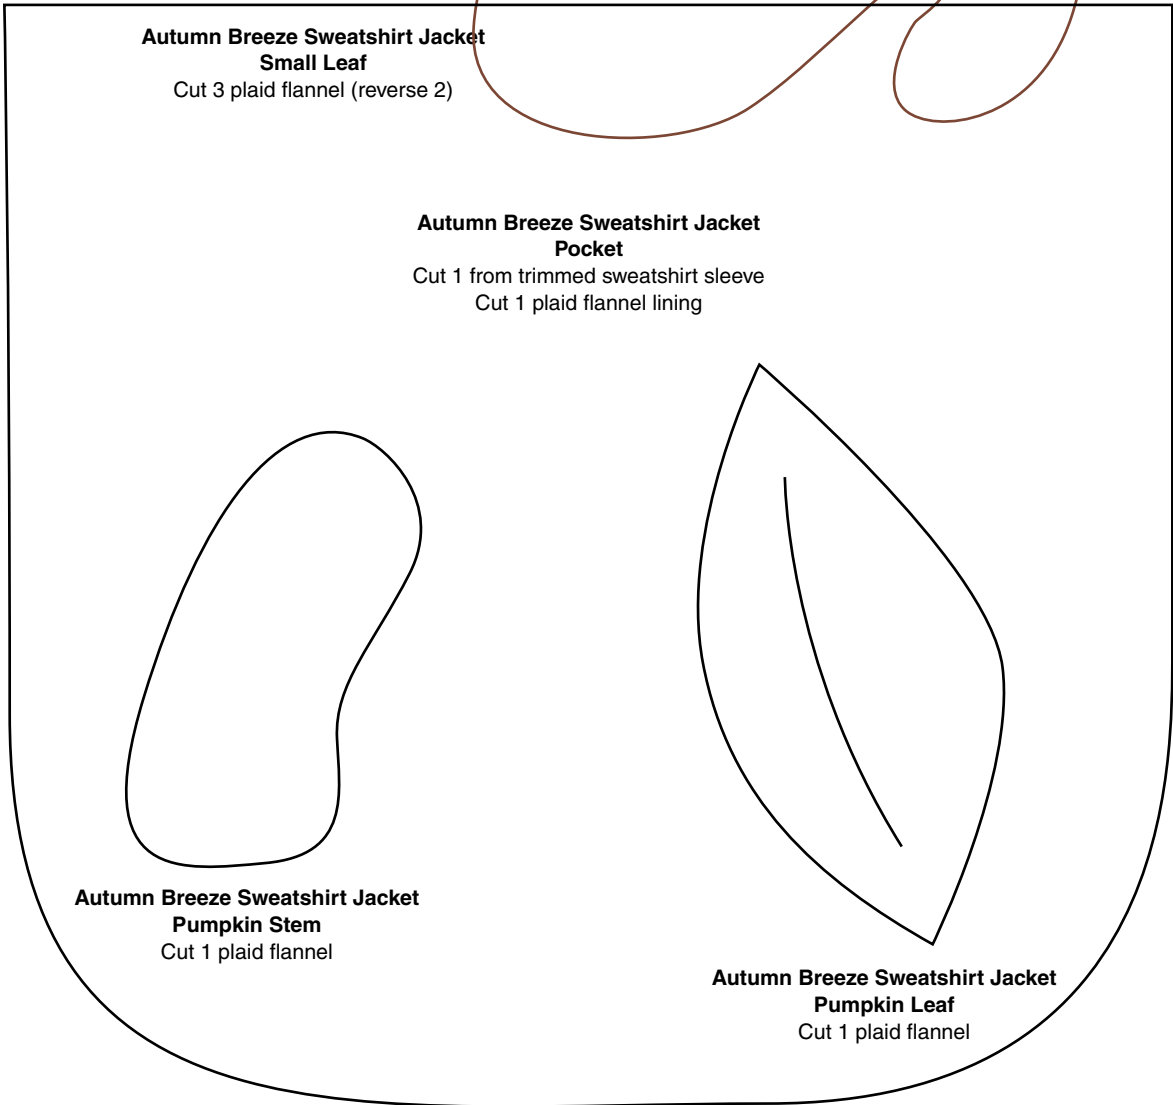 Autumn Breeze Sweatshirt Jacket
Small Leaf
Cut 3 plaid flannel (reverse 2)
Autumn Breeze Sweatshirt Jacket
Pocket
Cut 1 from trimmed sweatshirt sleeve
Cut 1 plaid flannel lining
Autumn Breeze Sweatshirt Jacket
Pumpkin Stem
Cut 1 plaid flannel
Autumn Breeze Sweatshirt Jacket
Pumpkin Leaf
Cut 1 plaid flannel